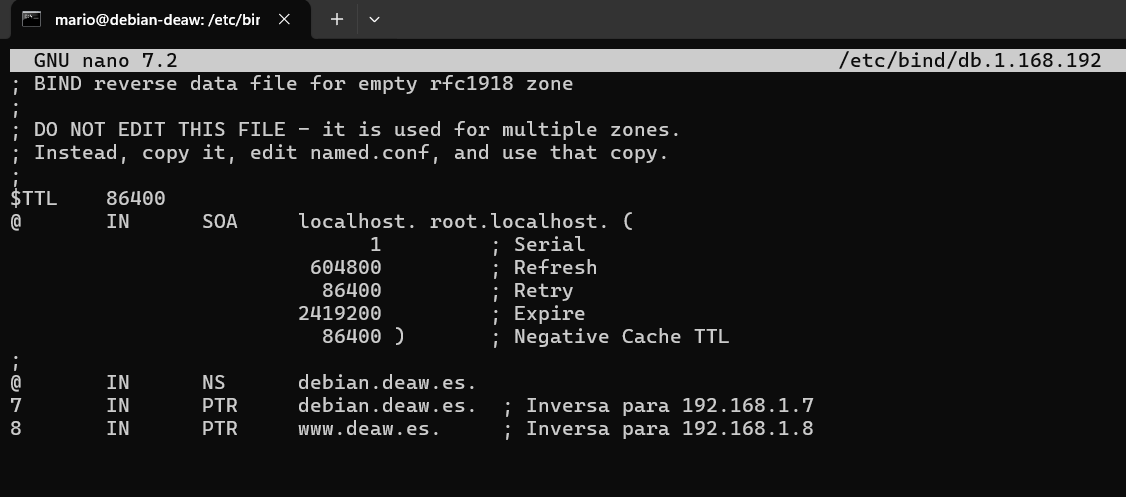 mario@debian-deaw: /etc/bir
GNU nano 7.2 /etc/bind/db.1.168.192
; BIND reverse data file for empty rfc1918 zone
;
; DO NOT EDIT THIS FILE - it is used for multiple zones.
; Instead, copy it, edit named.conf, and use that copy.
;
$TTL 86400
@ IN SOA localhost. root.localhost. (
1 ; Serial
604800 ; Refresh
86400 ; Retry
2419200 ; Expire
86400 ) ; Negative Cache TTL
;
@ IN NS debian.deaw.es.
7 IN PTR debian.deaw.es. ; Inversa para 192.168.1.7
8 IN PTR www.deaw.es. ; Inversa para 192.168.1.8